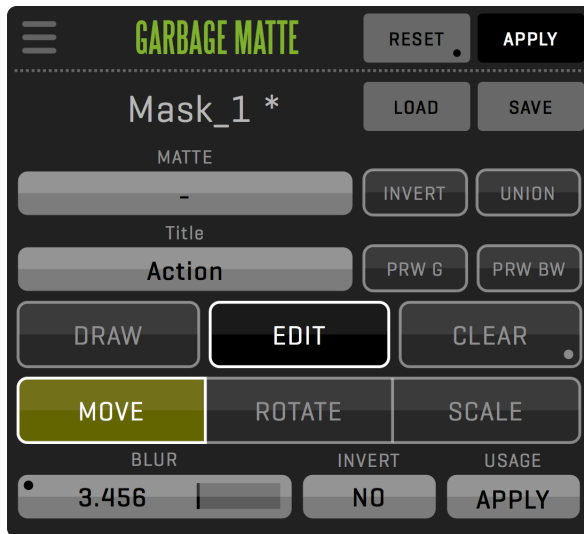 GARBAGE MATTE RESET APPLY
Mask_1 * LOAD SAVE
MATTE
- INVERT UNION
Title
Action PRW G PRW BW
DRAW EDIT CLEAR
MOVE ROTATE SCALE
BLUR INVERT USAGE
3.456 NO APPLY